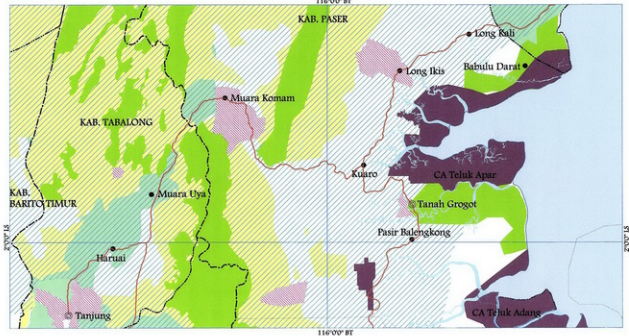 116°00' BT
KAB. PASER
Long Kali
Babulu Darat
Long Ikis
Muara Komam
KAB. TABALONG
Kuaro
CA Teluk Apar
KAB.
BARITO TIMUR
Muara Uya
Tanah Grogot
Pasir Balengkong
2°00' LS
2°00' LS
Haruai
CA Teluk Adang
Tanjung
116°00' BT